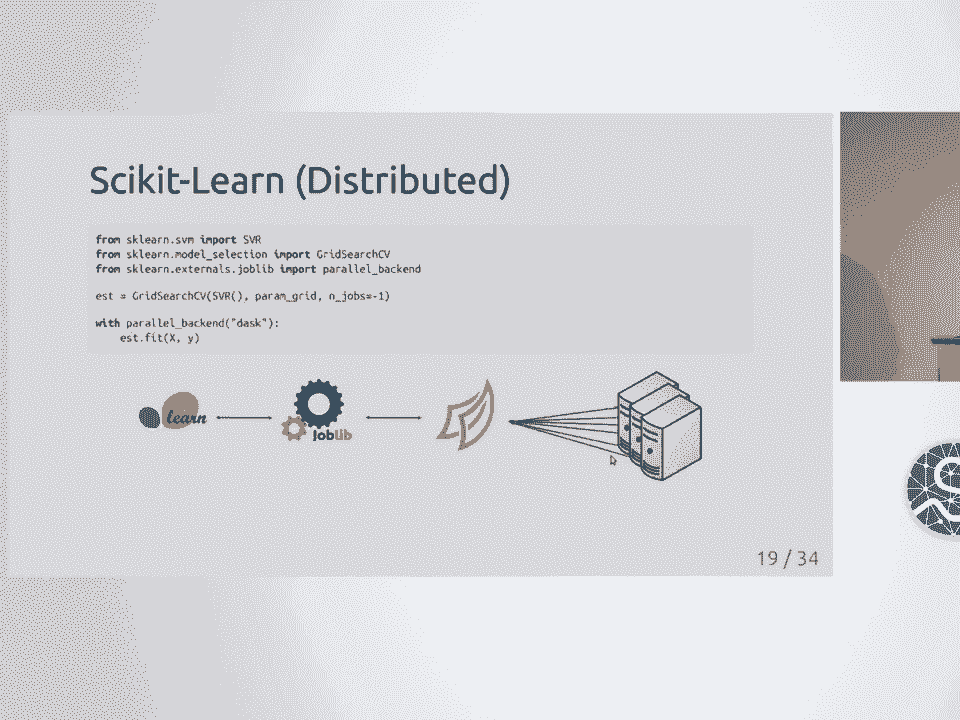 Scikit-Learn (Distributed)
from sklearn.svm import SVR
from sklearn.model_selection import GridSearchCV
from sklearn.externals.joblib import parallel_backend
est = GridSearchCV(SVR(), param_grid, n_jobs=-1)
with parallel_backend("dask"):
    est.fit(X, y)
learn
joblib
19 / 34